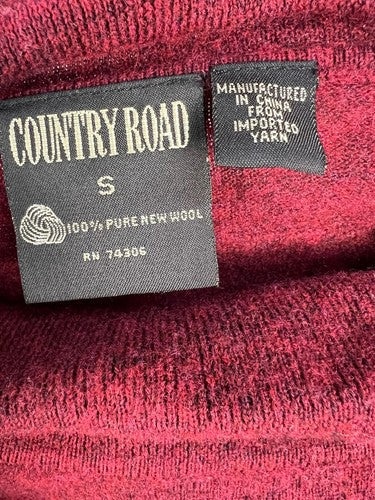 COUNTRY ROAD
S
100% PURE NEW WOOL
RN 74306
MANUFACTURED
IN CHINA
FROM
IMPORTED
YARN